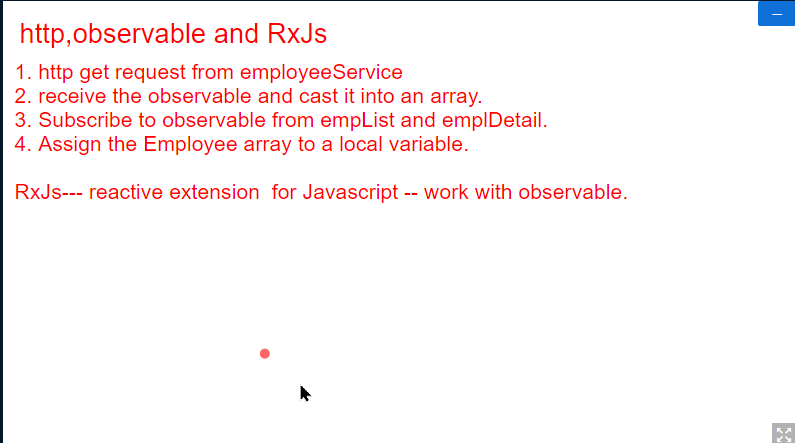 http,observable and RxJs
1. http get request from employeeService
2. receive the observable and cast it into an array.
3. Subscribe to observable from empList and emplDetail.
4. Assign the Employee array to a local variable.
RxJs--- reactive extension  for Javascript -- work with observable.